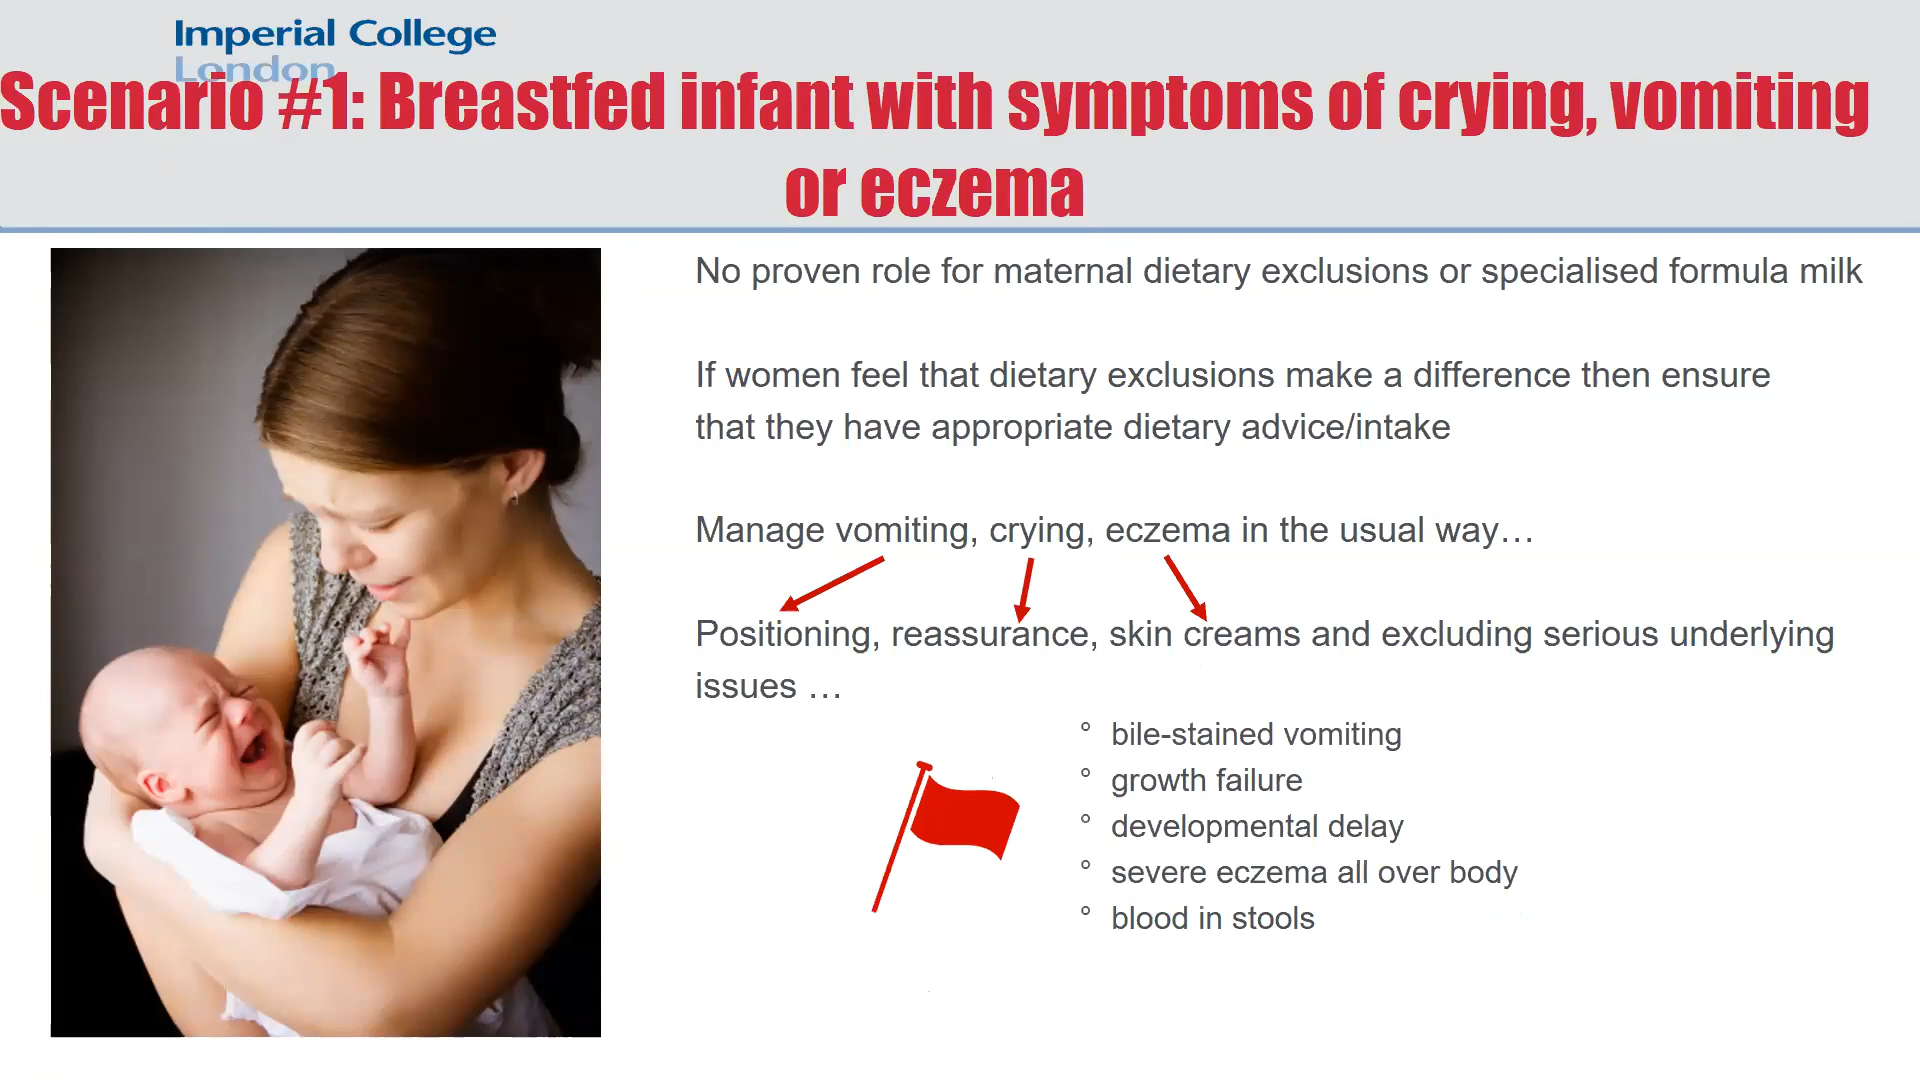 Imperial College
London
Scenario #1: Breastfed infant with symptoms of crying, vomiting
or eczema
No proven role for maternal dietary exclusions or specialised formula milk
If women feel that dietary exclusions make a difference then ensure
that they have appropriate dietary advice/intake
Manage vomiting, crying, eczema in the usual way…
Positioning, reassurance, skin creams and excluding serious underlying
issues …
° bile-stained vomiting
° growth failure
° developmental delay
° severe eczema all over body
° blood in stools